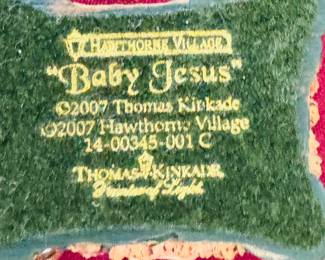 HAWTHORNE VILLAGE
"Baby Jesus"
©2007 Thomas Kinkade
©2007 Hawthorne Village
14-00345-001 C
THOMAS KINKADE
Painter of Light